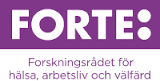 FORTE:
Forskningsrådet för
hälsa, arbetsliv och välfärd